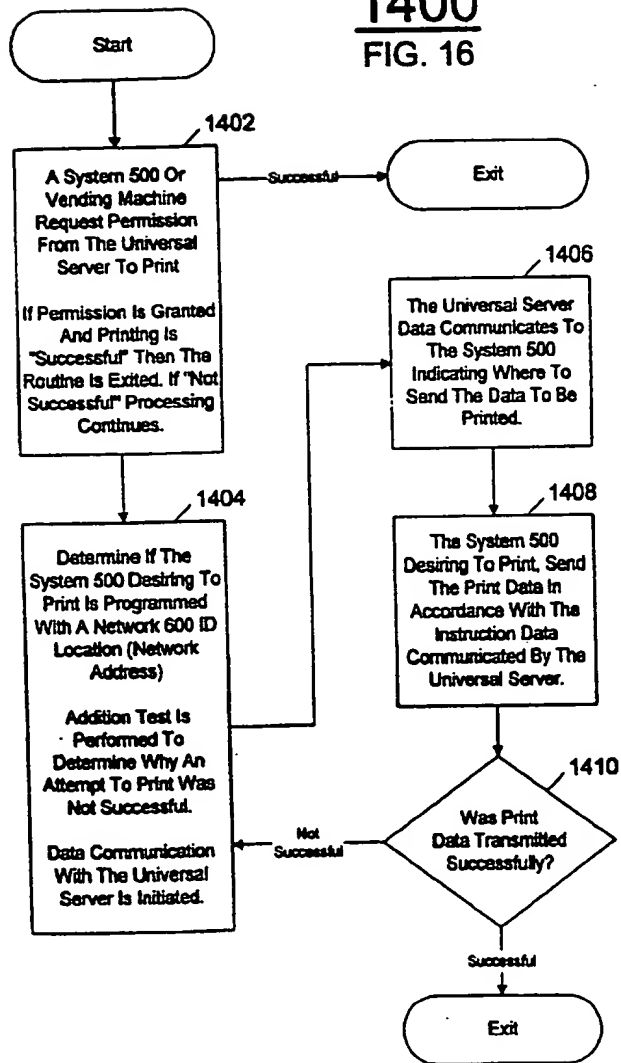 1400
FIG. 16
Start
1402
A System 500 Or
Vending Machine
Request Permission
From The Universal
Server To Print
If Permission Is Granted
And Printing Is
"Successful" Then The
Routine Is Exited. If "Not
Successful" Processing
Continues.
Successful
Exit
1404
Determine If The
System 500 Desiring To
Print Is Programmed
With A Network 600 ID
Location (Network
Address)
Addition Test Is
Performed To
Determine Why An
Attempt To Print Was
Not Successful.
Data Communication
With The Universal
Server Is Initiated.
1406
The Universal Server
Data Communicates To
The System 500
Indicating Where To
Send The Data To Be
Printed.
1408
The System 500
Desiring To Print, Send
The Print Data In
Accordance With The
Instruction Data
Communicated By The
Universal Server.
1410
Was Print
Data Transmitted
Successfully?
Not
Successful
Successful
Exit